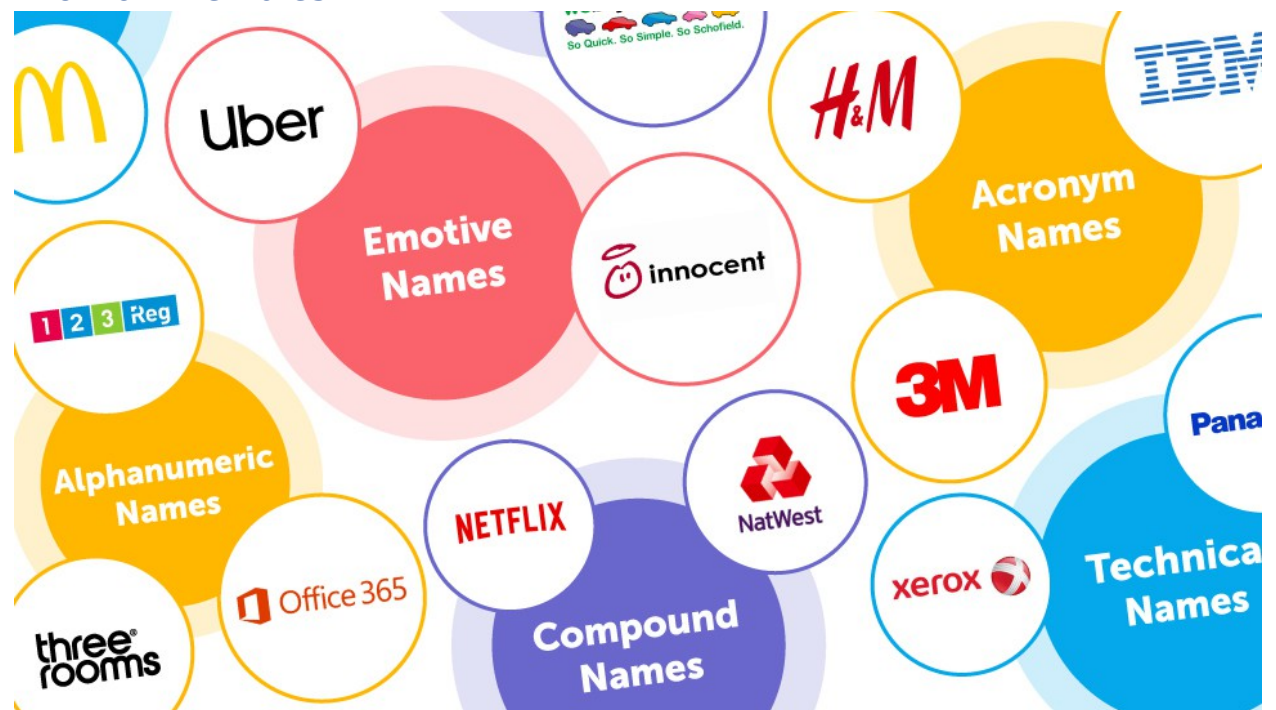 So Quick. So Simple. So Schofield.
H&M
IBM
Uber
Acronym
Names
Emotive
Names
innocent
1 2 3 Reg
3M
Pana
Alphanumeric
Names
NETFLIX
NatWest
xerox
Technica
Names
Office 365
three®
rooms
Compound
Names